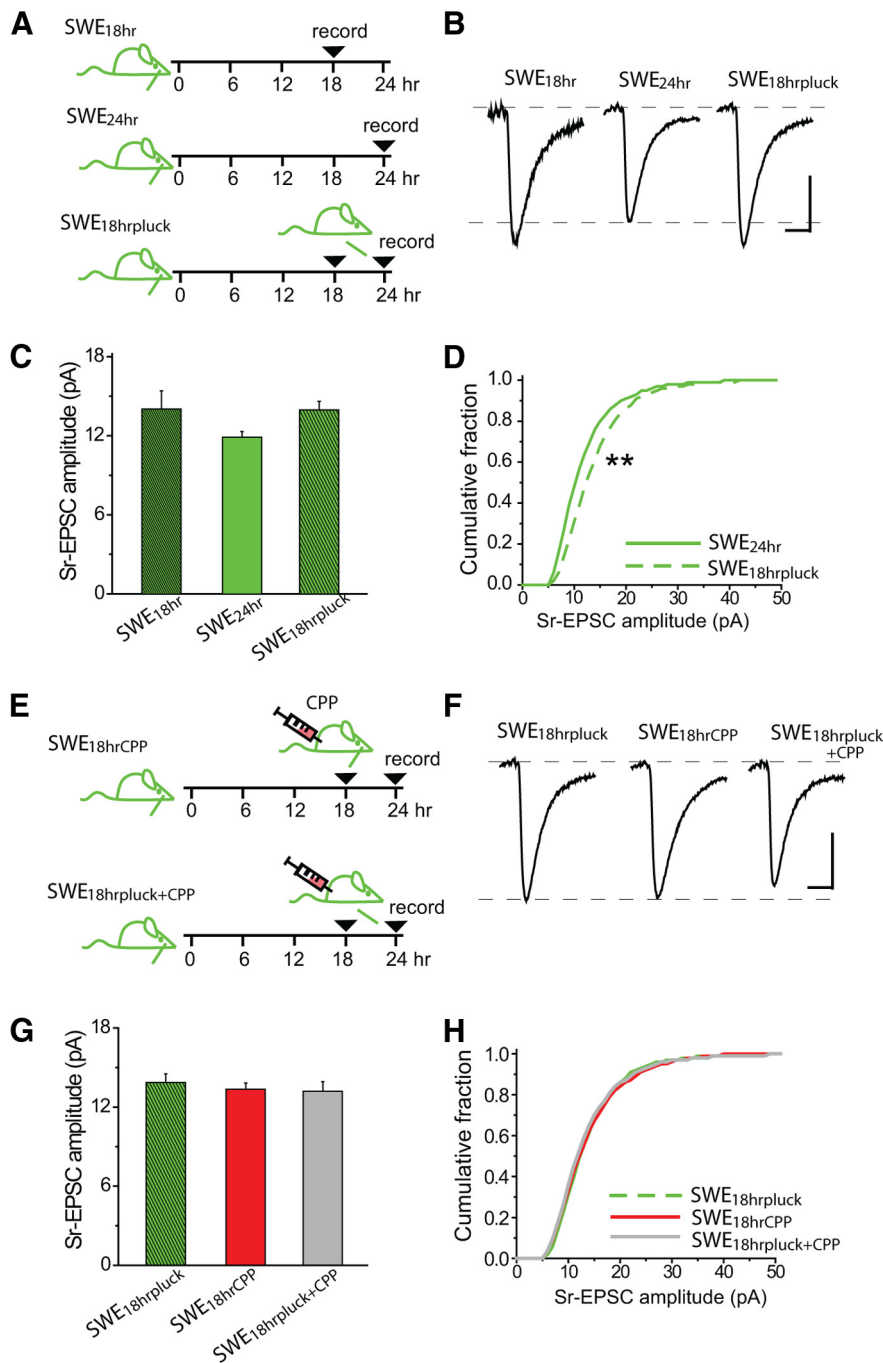 A
SWE18hr
record
0 6 12 18 24 hr
SWE24hr
record
0 6 12 18 24 hr
SWE18hrpluck
record
0 6 12 18 24 hr
B
SWE18hr SWE24hr SWE18hrpluck
C
Sr-EPSC amplitude (pA)
18
12
6
0
SWE18hr
SWE24hr
SWE18hrpluck
D
Cumulative fraction
1.0
0.8
0.6
0.4
0.2
0.0
**
SWE24hr
SWE18hrpluck
0 10 20 30 40 50
Sr-EPSC amplitude (pA)
E
CPP
SWE18hrCPP
record
0 6 12 18 24 hr
SWE18hrpluck+CPP
record
0 6 12 18 24 hr
F
SWE18hrpluck SWE18hrCPP SWE18hrpluck
+CPP
G
Sr-EPSC amplitude (pA)
18
12
6
0
SWE18hrpluck
SWE18hrCPP
SWE18hrpluck+CPP
H
Cumulative fraction
1.0
0.8
0.6
0.4
0.2
0.0
SWE18hrpluck
SWE18hrCPP
SWE18hrpluck+CPP
0 10 20 30 40 50
Sr-EPSC amplitude (pA)